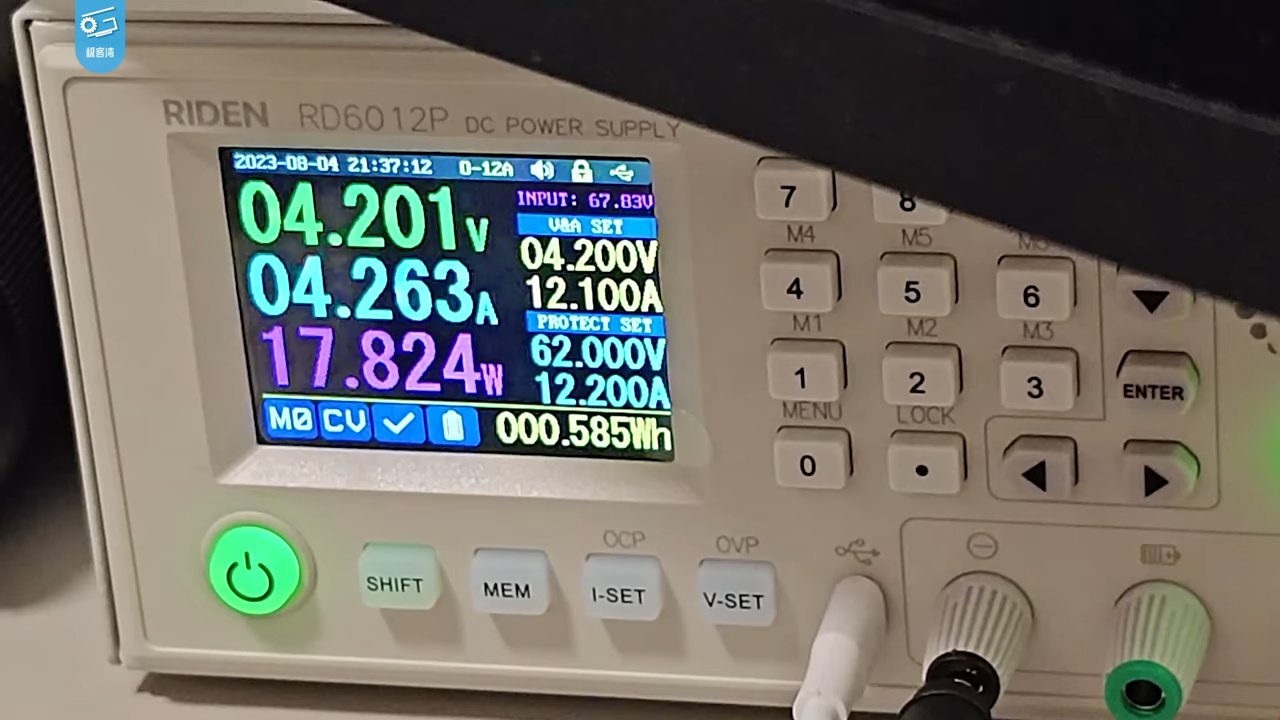 极客湾
RIDEN RD6012P DC POWER SUPPLY
2023-08-04 21:37:12 0-12A
04.201V
04.263A
17.824W
INPUT: 67.83V
V&A SET
04.200V
12.100A
PROTECT SET
62.000V
12.200A
M0 CV 000.585Wh
7 8
M4 M5
4 5 6
M1 M2 M3
1 2 3 ENTER
MENU LOCK
0 .
OCP OVP
SHIFT MEM I-SET V-SET